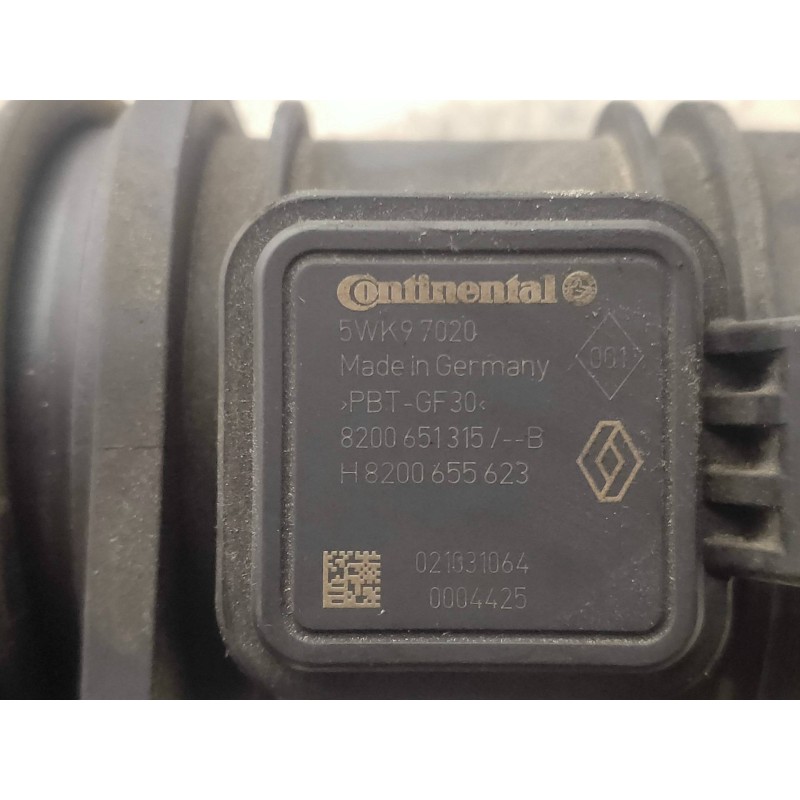 Continental
5WK9 7020
Made in Germany
001
>PBT-GF30<
8200 651 315 /--B
H 8200 655 623
021031064
0004425